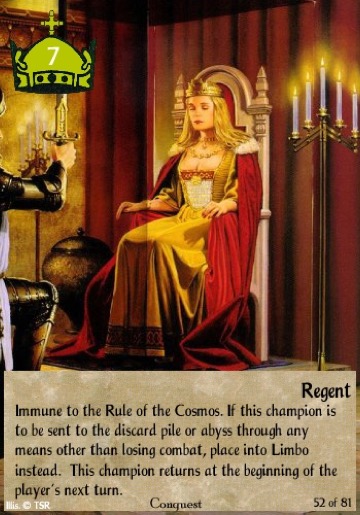 7
Regent
Immune to the Rule of the Cosmos. If this champion is
to be sent to the discard pile or abyss through any
means other than losing combat, place into Limbo
instead. This champion returns at the beginning of the
player's next turn.
Illis. © TSR
Conquest
52 of 81